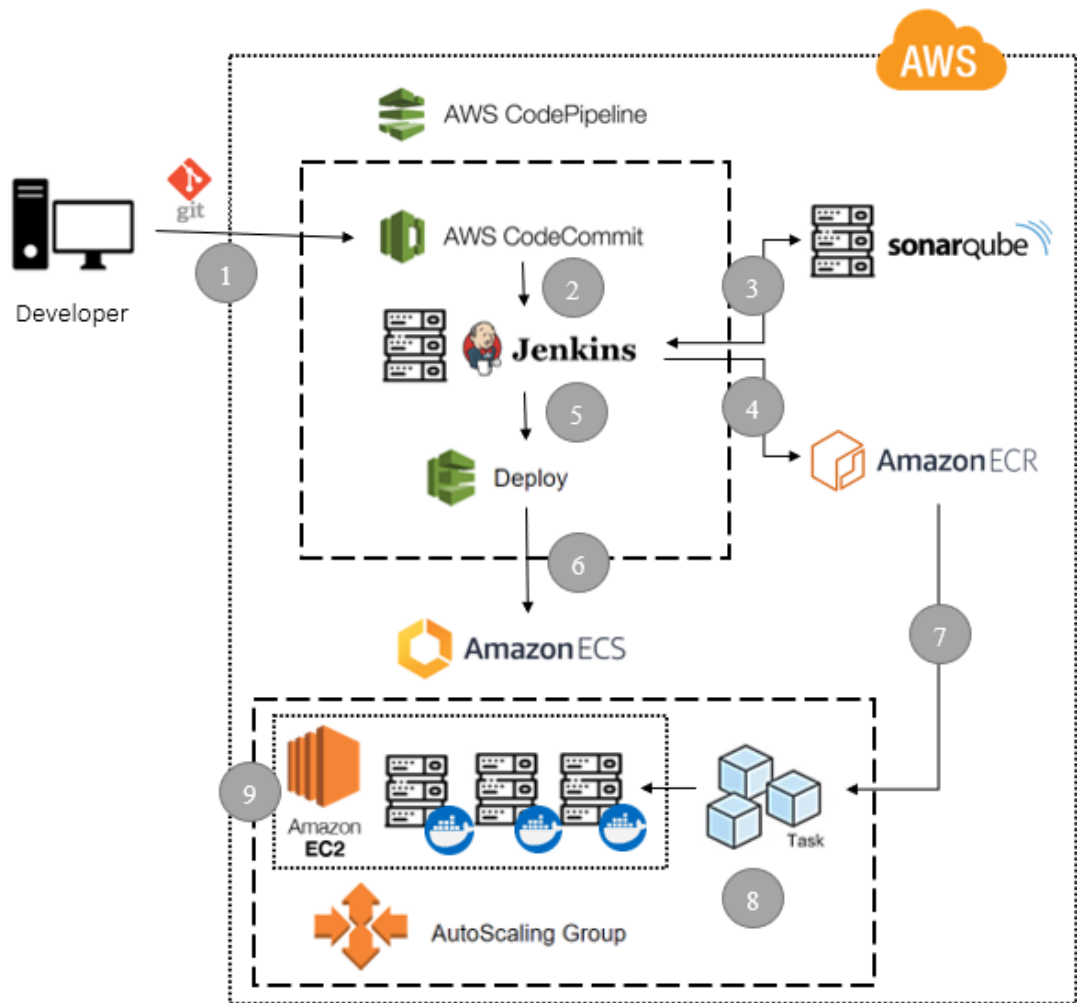 AWS
AWS CodePipeline
git
AWS CodeCommit
sonarqube
1
2
3
Developer
Jenkins
5
4
Deploy
Amazon ECR
6
Amazon ECS
7
9
Amazon
EC2
Task
8
AutoScaling Group